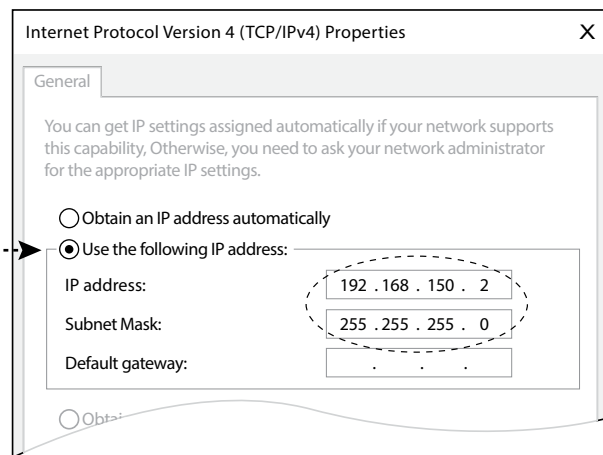 Internet Protocol Version 4 (TCP/IPv4) Properties X
General
You can get IP settings assigned automatically if your network supports
this capability, Otherwise, you need to ask your network administrator
for the appropriate IP settings.
Obtain an IP address automatically
Use the following IP address:
IP address: 192 . 168 . 150 . 2
Subnet Mask: 255 . 255 . 255 . 0
Default gateway: . . .